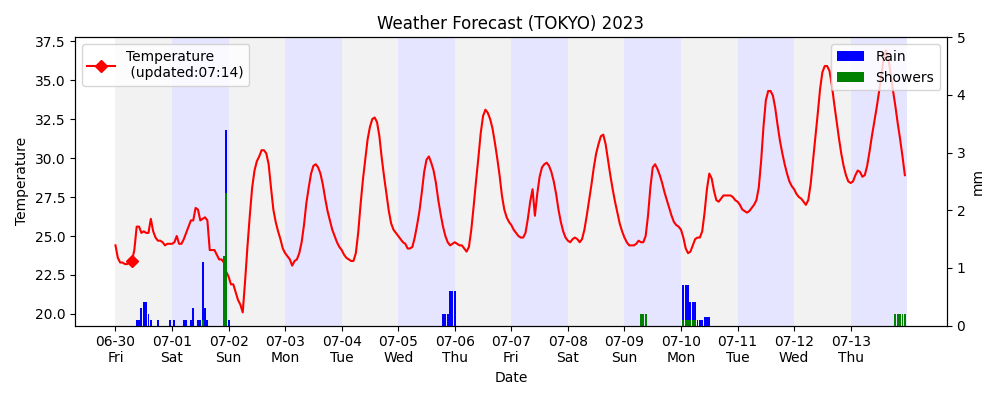 Weather Forecast (TOKYO) 2023
Temperature
(updated:07:14)
Rain
Showers
37.5
35.0
32.5
30.0
27.5
25.0
22.5
20.0
Temperature
5
4
3
2
1
0
mm
06-30 07-01 07-02 07-03 07-04 07-05 07-06 07-07 07-08 07-09 07-10 07-11 07-12 07-13
Fri Sat Sun Mon Tue Wed Thu Fri Sat Sun Mon Tue Wed Thu
Date